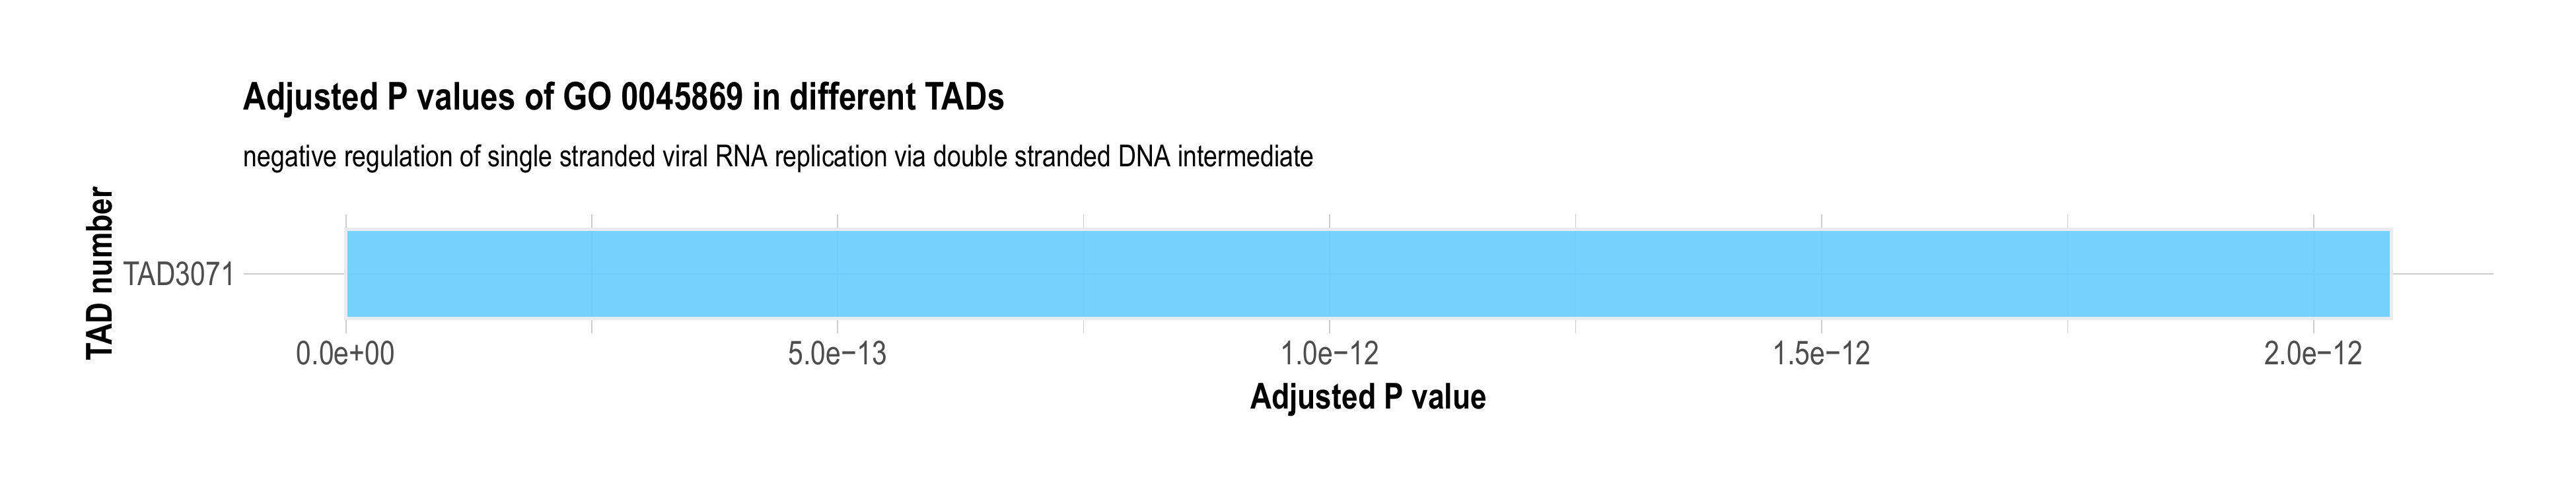 Adjusted P values of GO 0045869 in different TADs
negative regulation of single stranded viral RNA replication via double stranded DNA intermediate
TAD number
TAD3071
0.0e+00 5.0e−13 1.0e−12 1.5e−12 2.0e−12
Adjusted P value